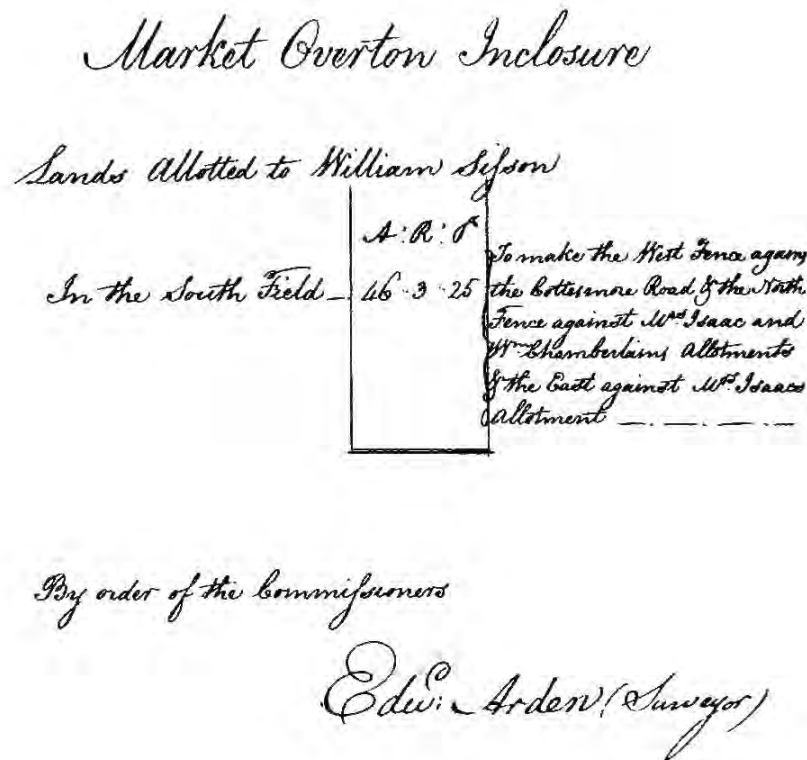 Market Overton Inclosure
Lands Allotted to William Siſson
A: R: P
In the South Field 46 - 3 - 25
To make the West Fence against
the Cottesmore Road & the North
Fence against Mrs Isaac and
Wm Chamberlains Allotments
& the East against Mrs Isaacs
Allotment
By order of the Commiſsioners
Edwd: Arden (Surveyor)